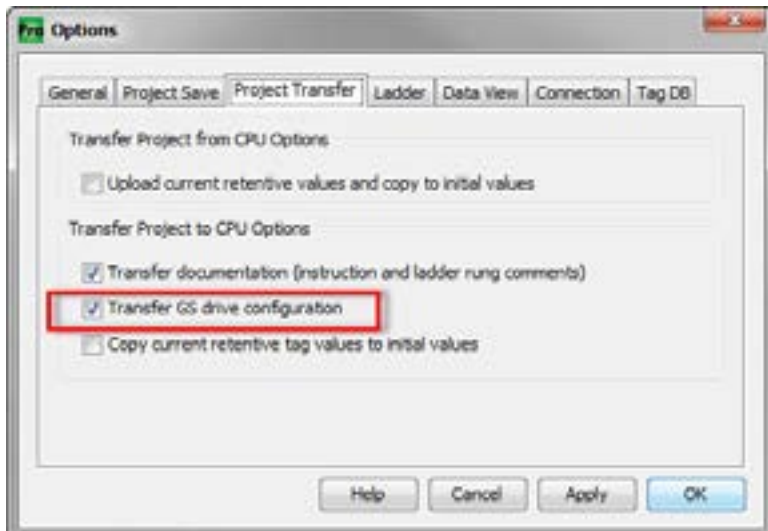 Pro Options
General Project Save Project Transfer Ladder Data View Connection Tag DB
Transfer Project from CPU Options
Upload current retentive values and copy to initial values
Transfer Project to CPU Options
Transfer documentation (instruction and ladder rung comments)
Transfer GS drive configuration
Copy current retentive tag values to initial values
Help Cancel Apply OK